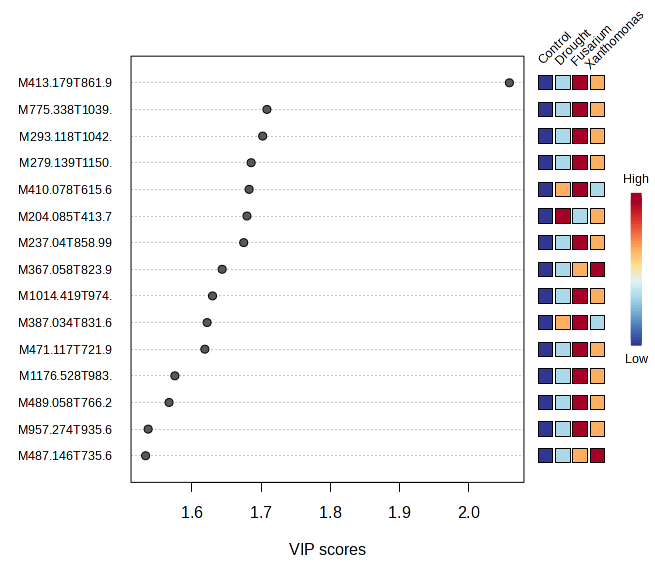 Control
Drought
Fusarium
Xanthomonas
M413.179T861.9
M775.338T1039.
M293.118T1042.
M279.139T1150.
M410.078T615.6
M204.085T413.7
M237.04T858.99
M367.058T823.9
M1014.419T974.
M387.034T831.6
M471.117T721.9
M1176.528T983.
M489.058T766.2
M957.274T935.6
M487.146T735.6
High
Low
1.6 1.7 1.8 1.9 2.0
VIP scores